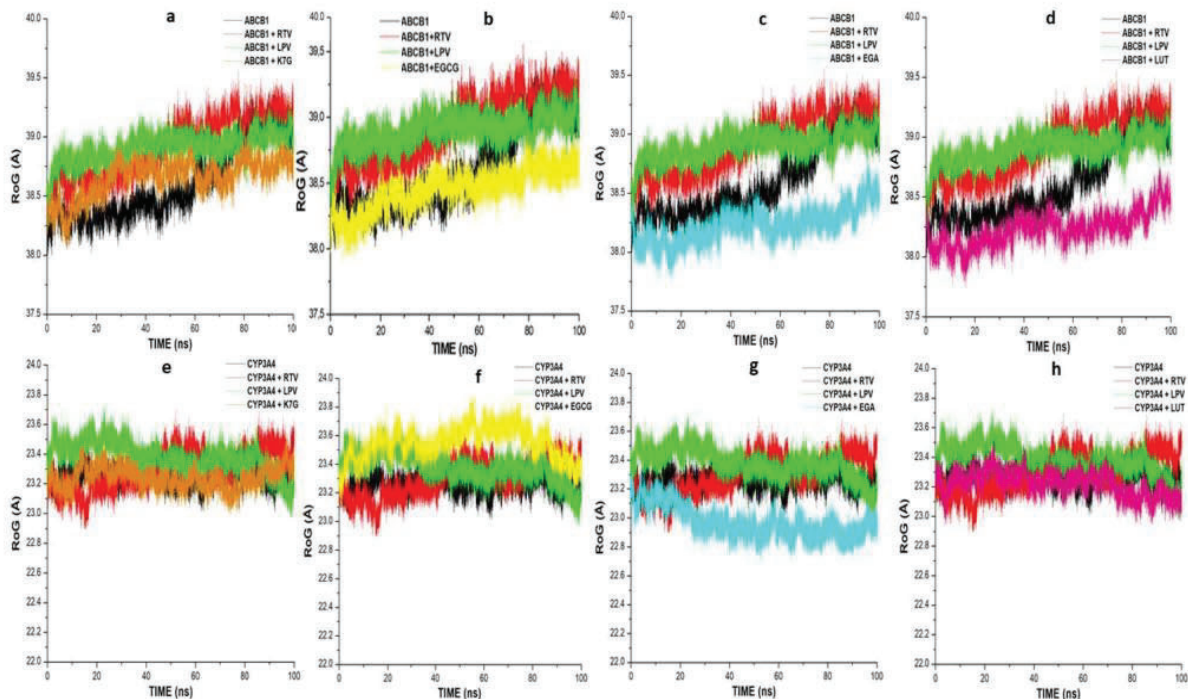 a
ABCB1
ABCB1 + RTV
ABCB1 + LPV
ABCB1 + K7G
40.0
39.5
39.0
38.5
38.0
37.5
RoG (A)
0
20
40
60
80
100
TIME (ns)
b
ABCB1
ABCB1+RTV
ABCB1+LPV
ABCB1+EGCG
40.0
39.5
39.0
38.5
38.0
37.5
RoG (A)
0
20
40
60
80
100
TIME (ns)
c
ABCB1
ABCB1 + RTV
ABCB1 + LPV
ABCB1 + EGA
40.0
39.5
39.0
38.5
38.0
37.5
RoG (A)
0
20
40
60
80
100
TIME (ns)
d
ABCB1
ABCB1 + RTV
ABCB1 + LPV
ABCB1 + LUT
40.0
39.5
39.0
38.5
38.0
37.5
RoG (A)
0
20
40
60
80
100
TIME (ns)
e
CYP3A4
CYP3A4 + RTV
CYP3A4 + LPV
CYP3A4 + K7G
24.0
23.8
23.6
23.4
23.2
23.0
22.8
22.6
22.4
22.2
22.0
RoG (A)
0
20
40
60
80
100
TIME (ns)
f
CYP3A4
CYP3A4 + RTV
CYP3A4 + LPV
CYP3A4 + EGCG
24.0
23.8
23.6
23.4
23.2
23.0
22.8
22.6
22.4
22.2
22.0
RoG (A)
0
20
40
60
80
100
TIME (ns)
g
CYP3A4
CYP3A4 + RTV
CYP3A4 + LPV
CYP3A4 + EGA
24.0
23.8
23.6
23.4
23.2
23.0
22.8
22.6
22.4
22.2
22.0
RoG (A)
0
20
40
60
80
100
TIME (ns)
h
CYP3A4
CYP3A4 + RTV
CYP3A4 + LPV
CYP3A4 + LUT
24.0
23.8
23.6
23.4
23.2
23.0
22.8
22.6
22.4
22.2
22.0
RoG (A)
0
20
40
60
80
100
TIME (ns)